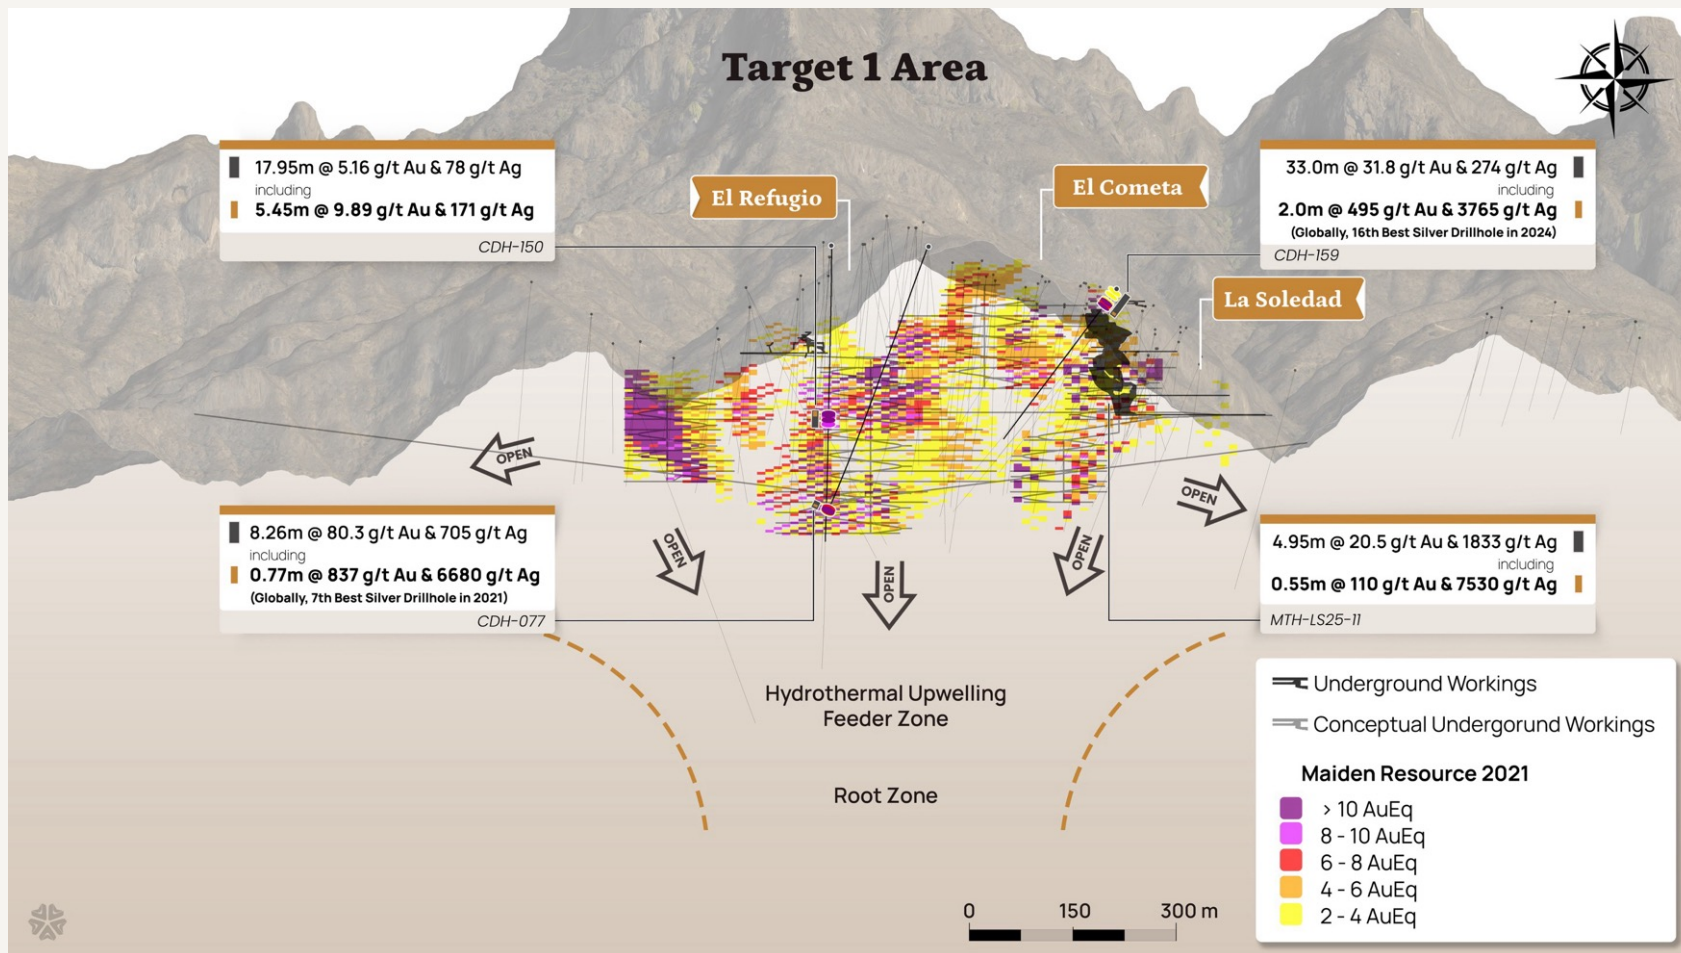 Target 1 Area
17.95m @ 5.16 g/t Au & 78 g/t Ag
including
5.45m @ 9.89 g/t Au & 171 g/t Ag
CDH-150
El Refugio
El Cometa
33.0m @ 31.8 g/t Au & 274 g/t Ag
including
2.0m @ 495 g/t Au & 3765 g/t Ag
(Globally, 16th Best Silver Drillhole in 2024)
CDH-159
La Soledad
OPEN
OPEN
8.26m @ 80.3 g/t Au & 705 g/t Ag
including
0.77m @ 837 g/t Au & 6680 g/t Ag
(Globally, 7th Best Silver Drillhole in 2021)
CDH-077
OPEN
OPEN
OPEN
4.95m @ 20.5 g/t Au & 1833 g/t Ag
including
0.55m @ 110 g/t Au & 7530 g/t Ag
MTH-LS25-11
Hydrothermal Upwelling
Feeder Zone
Root Zone
Underground Workings
Conceptual Undergorund Workings
Maiden Resource 2021
> 10 AuEq
8 - 10 AuEq
6 - 8 AuEq
4 - 6 AuEq
2 - 4 AuEq
0 150 300 m